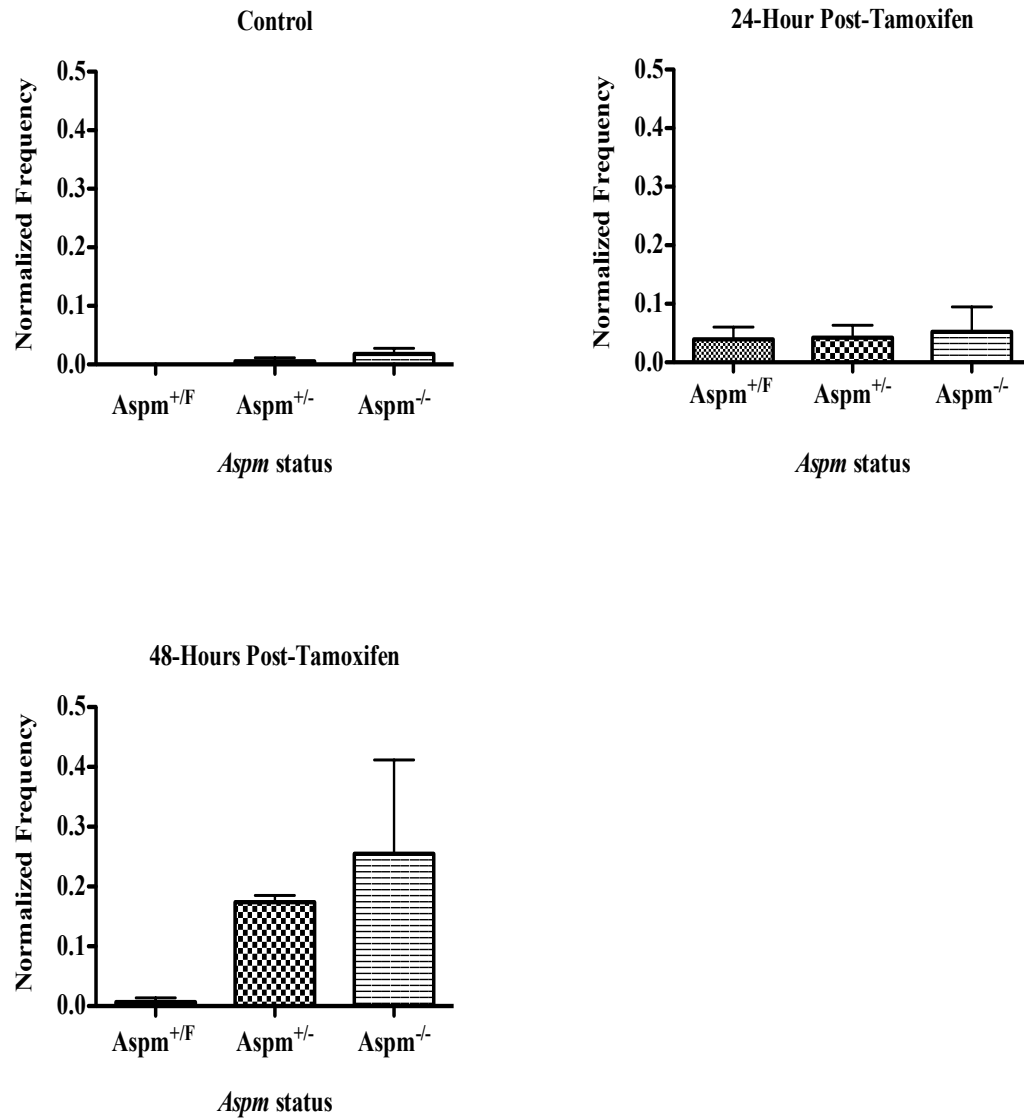 Control
Normalized Frequency
0.5
0.4
0.3
0.2
0.1
0.0
Aspm+/F Aspm+/- Aspm-/-
Aspm status
24-Hour Post-Tamoxifen
Normalized Frequency
0.5
0.4
0.3
0.2
0.1
0.0
Aspm+/F Aspm+/- Aspm-/-
Aspm status
48-Hours Post-Tamoxifen
Normalized Frequency
0.5
0.4
0.3
0.2
0.1
0.0
Aspm+/F Aspm+/- Aspm-/-
Aspm status